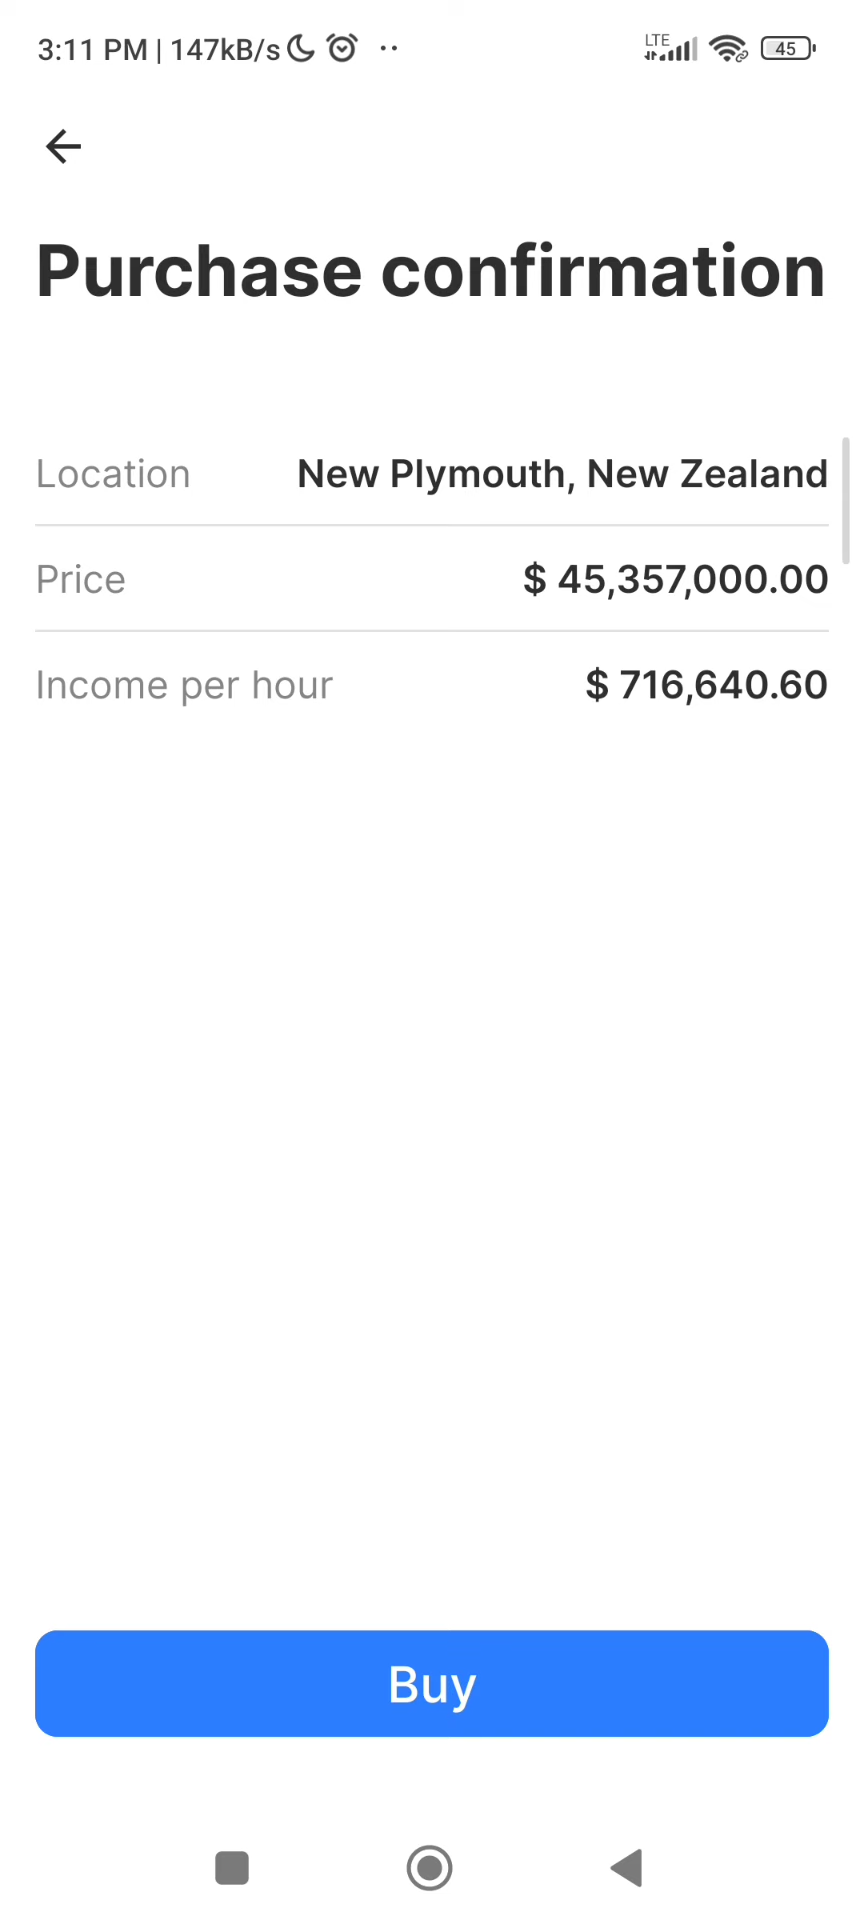 3:11 PM | 147kB/s LTE 45
Purchase confirmation
Location New Plymouth, New Zealand
Price $ 45,357,000.00
Income per hour $ 716,640.60
Buy